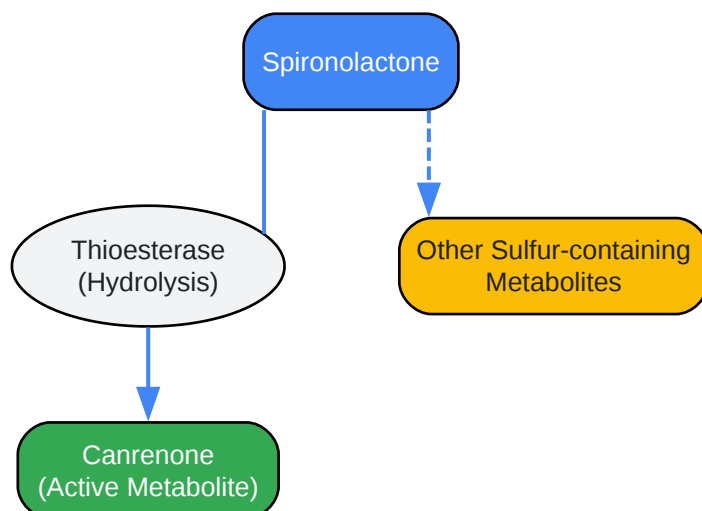 Spironolactone
Thioesterase
(Hydrolysis)
Other Sulfur-containing
Metabolites
Canrenone
(Active Metabolite)